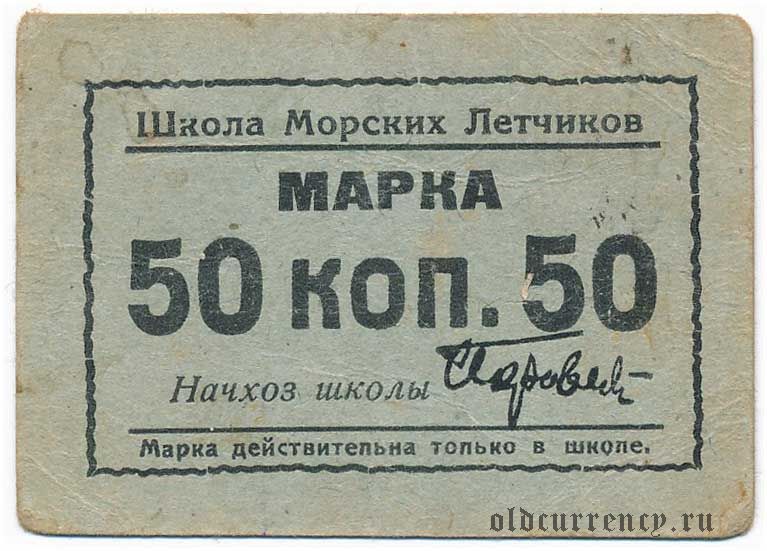 Школа Морских Летчиков
МАРКА
50 коп. 50
Начхоз школы
Марка действительна только в школе.
oldcurrency.ru